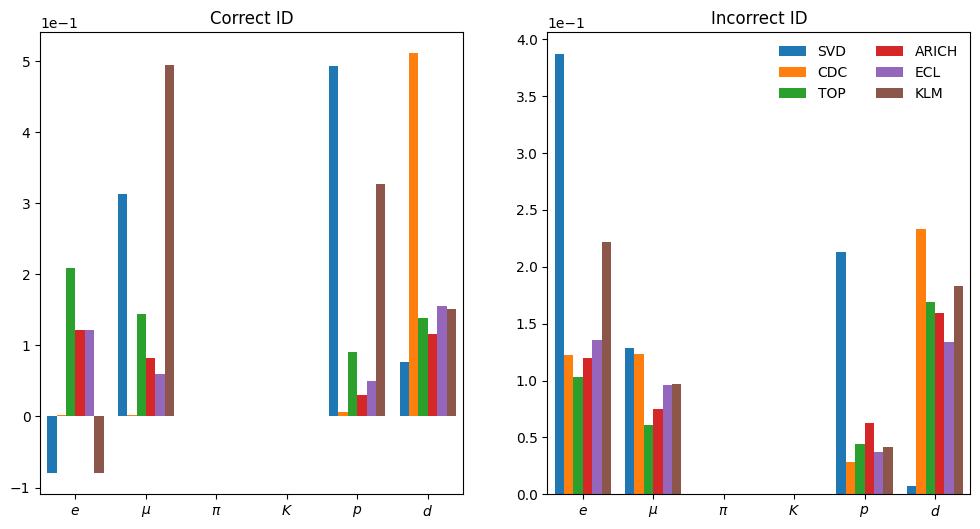 Correct ID
Incorrect ID
1e−1
1e−1
5
4
3
2
1
0
−1
4.0
3.5
3.0
2.5
2.0
1.5
1.0
0.5
0.0
SVD ARICH
CDC ECL
TOP KLM
e μ π K p d
e μ π K p d